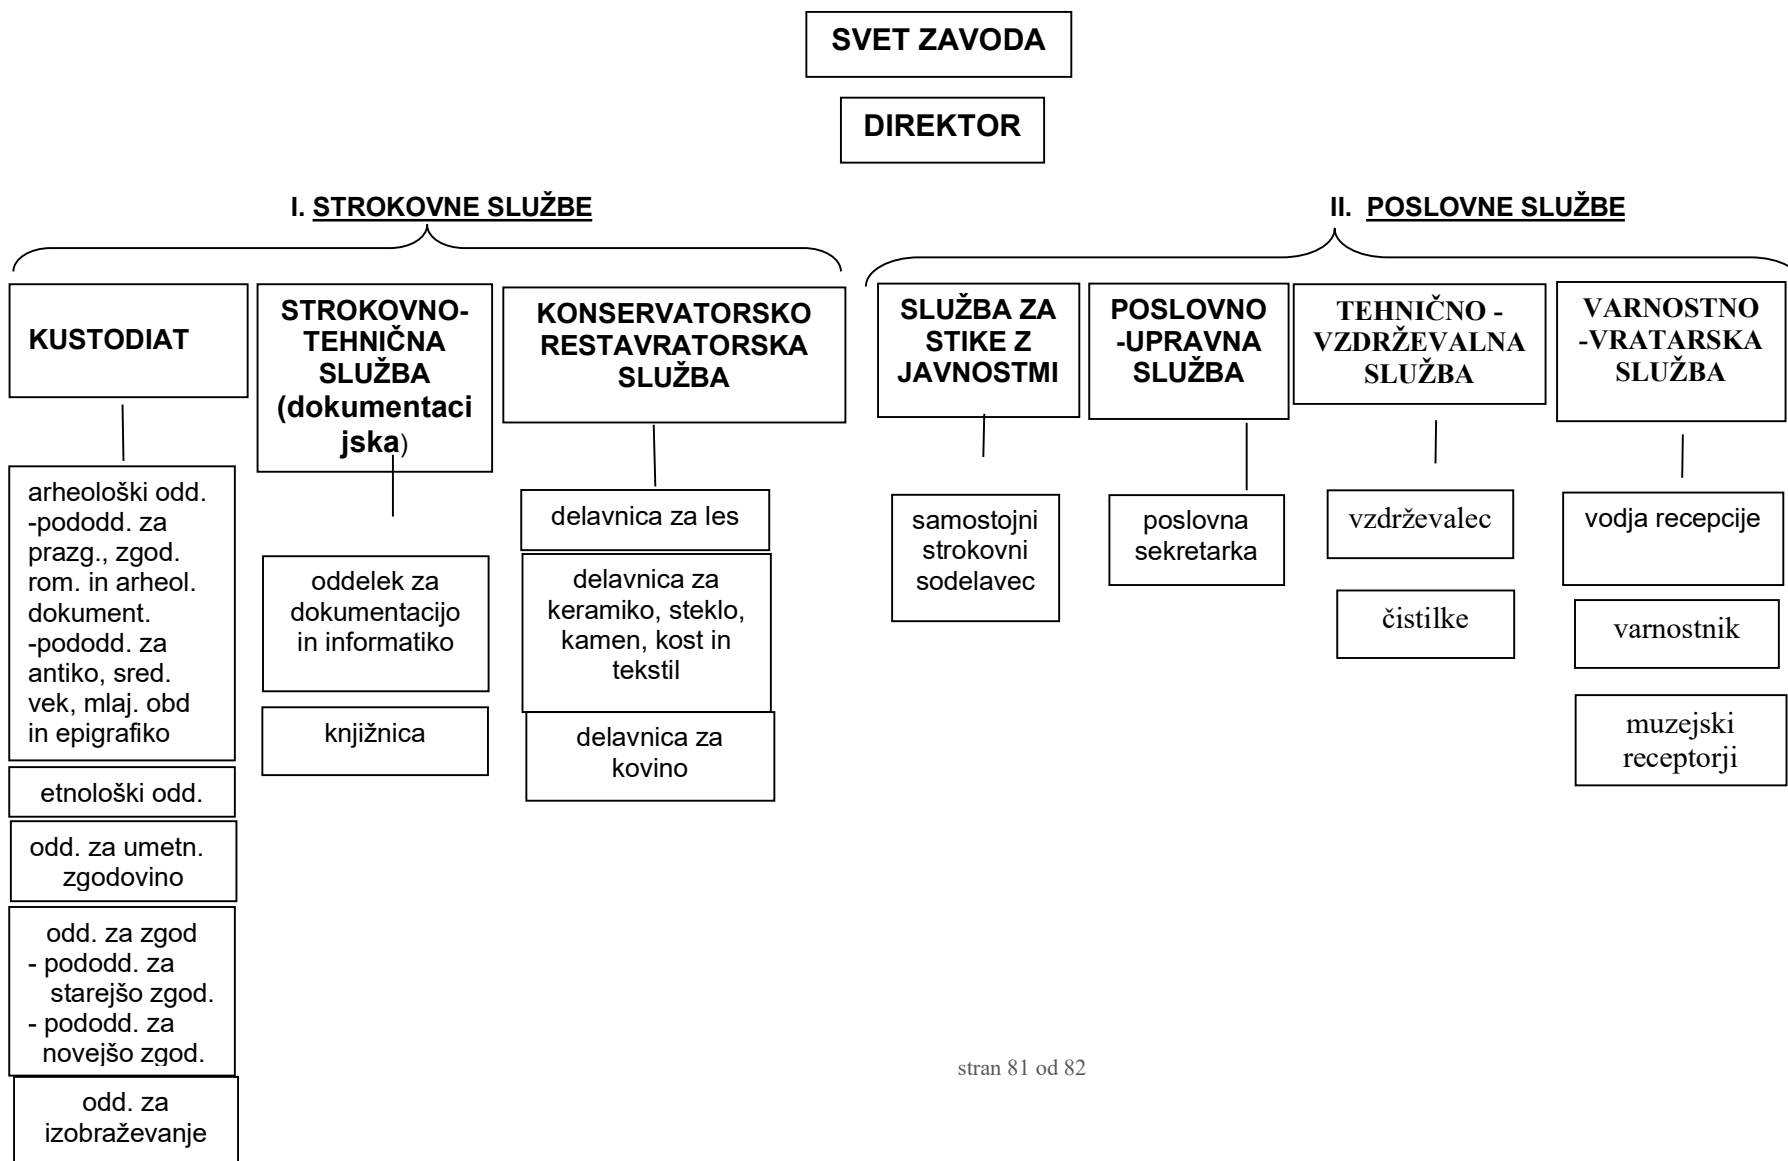 SVET ZAVODA
DIREKTOR
I. STROKOVNE SLUŽBE
II. POSLOVNE SLUŽBE
KUSTODIAT
STROKOVNO-
TEHNIČNA
SLUŽBA
(dokumentaci
jska)
KONSERVATORSKO
RESTAVRATORSKA
SLUŽBA
SLUŽBA ZA
STIKE Z
JAVNOSTMI
POSLOVNO
-UPRAVNA
SLUŽBA
TEHNIČNO -
VZDRŽEVALNA
SLUŽBA
VARNOSTNO
-VRATARSKA
SLUŽBA
arheološki odd.
-pododd. za
prazg., zgod.
rom. in arheol.
dokument.
-pododd. za
antiko, sred.
vek, mlaj. obd
in epigrafiko
etnološki odd.
odd. za umetn.
zgodovino
odd. za zgod
- pododd. za
starejšo zgod.
- pododd. za
novejšo zgod.
odd. za
izobraževanje
oddelek za
dokumentacijo
in informatiko
knjižnica
delavnica za les
delavnica za
keramiko, steklo,
kamen, kost in
tekstil
delavnica za
kovino
samostojni
strokovni
sodelavec
poslovna
sekretarka
vzdrževalec
čistilke
vodja recepcije
varnostnik
muzejski
receptorji
stran 81 od 82